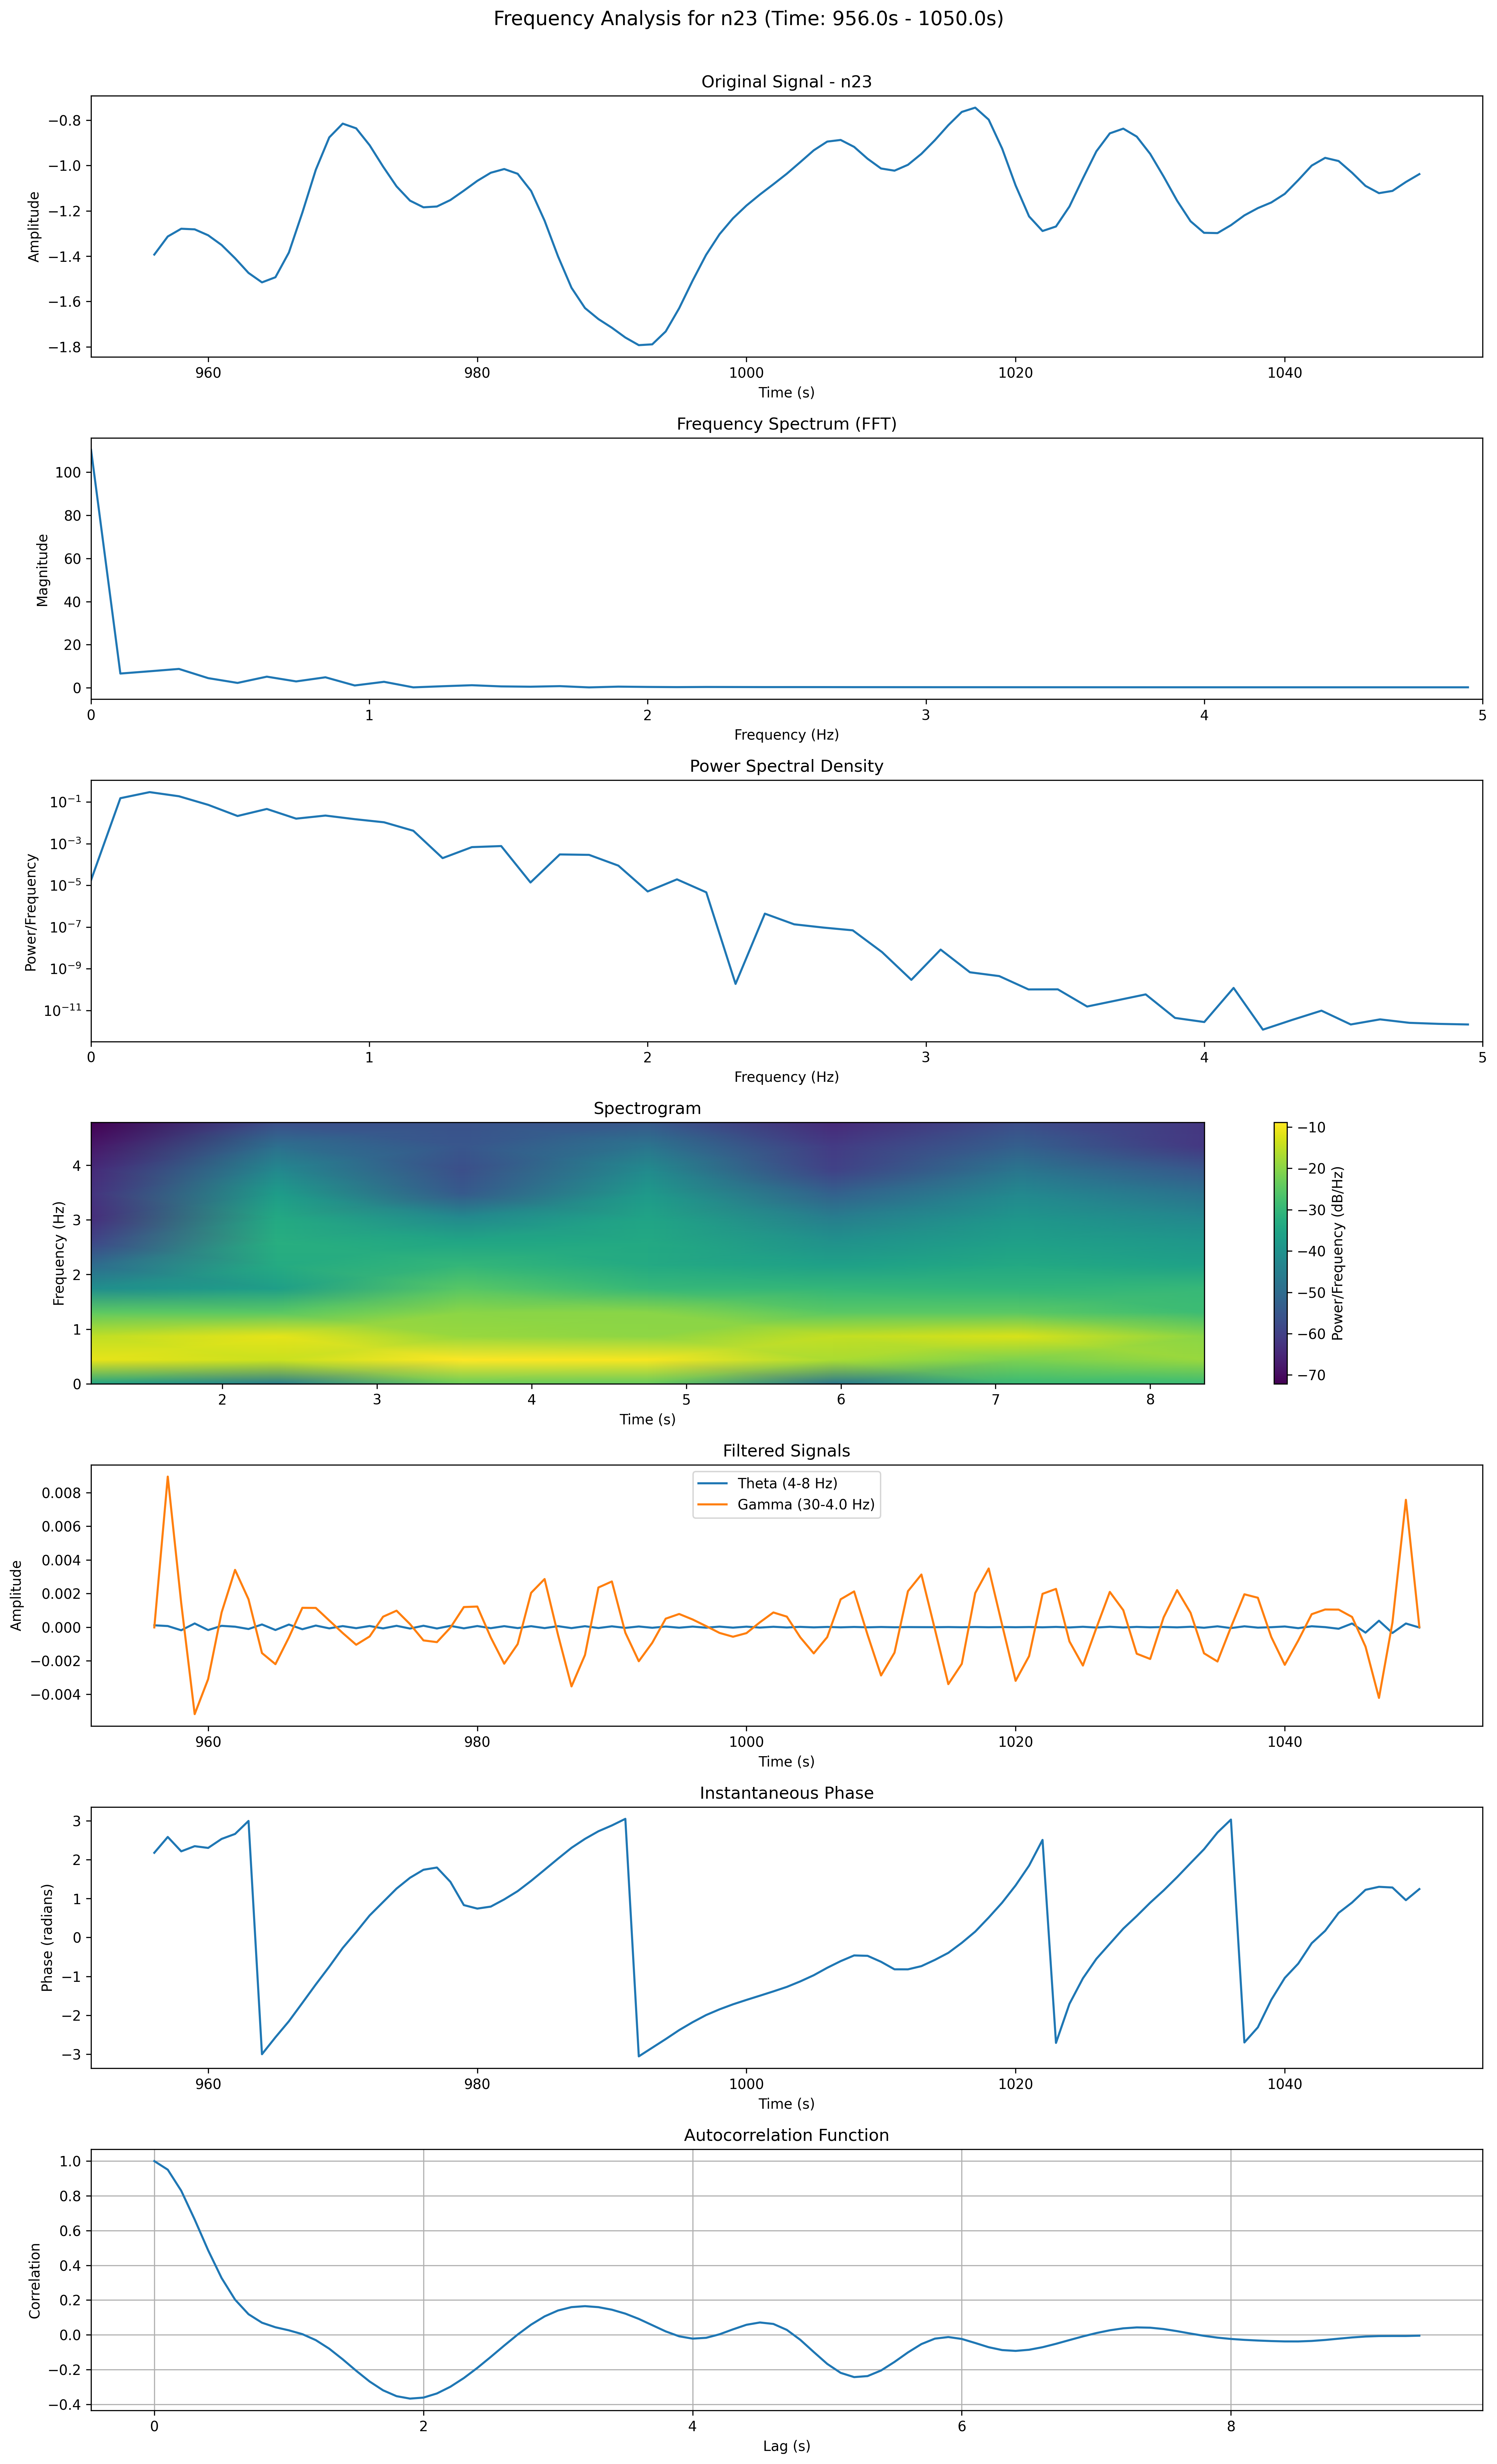 Frequency Analysis for n23 (Time: 956.0s - 1050.0s)
Original Signal - n23
−0.8
−1.0
−1.2
−1.4
−1.6
−1.8
Amplitude
960 980 1000 1020 1040
Time (s)
Frequency Spectrum (FFT)
100
80
60
40
20
0
Magnitude
0 1 2 3 4 5
Frequency (Hz)
Power Spectral Density
10⁻¹
10⁻³
10⁻⁵
10⁻⁷
10⁻⁹
10⁻¹¹
Power/Frequency
0 1 2 3 4 5
Frequency (Hz)
Spectrogram
4
3
2
1
0
Frequency (Hz)
2 3 4 5 6 7 8
Time (s)
−10
−20
−30
−40
−50
−60
−70
Power/Frequency (dB/Hz)
Filtered Signals
Theta (4-8 Hz)
Gamma (30-4.0 Hz)
0.008
0.006
0.004
0.002
0.000
−0.002
−0.004
Amplitude
960 980 1000 1020 1040
Time (s)
Instantaneous Phase
3
2
1
0
−1
−2
−3
Phase (radians)
960 980 1000 1020 1040
Time (s)
Autocorrelation Function
1.0
0.8
0.6
0.4
0.2
0.0
−0.2
−0.4
Correlation
0 2 4 6 8
Lag (s)